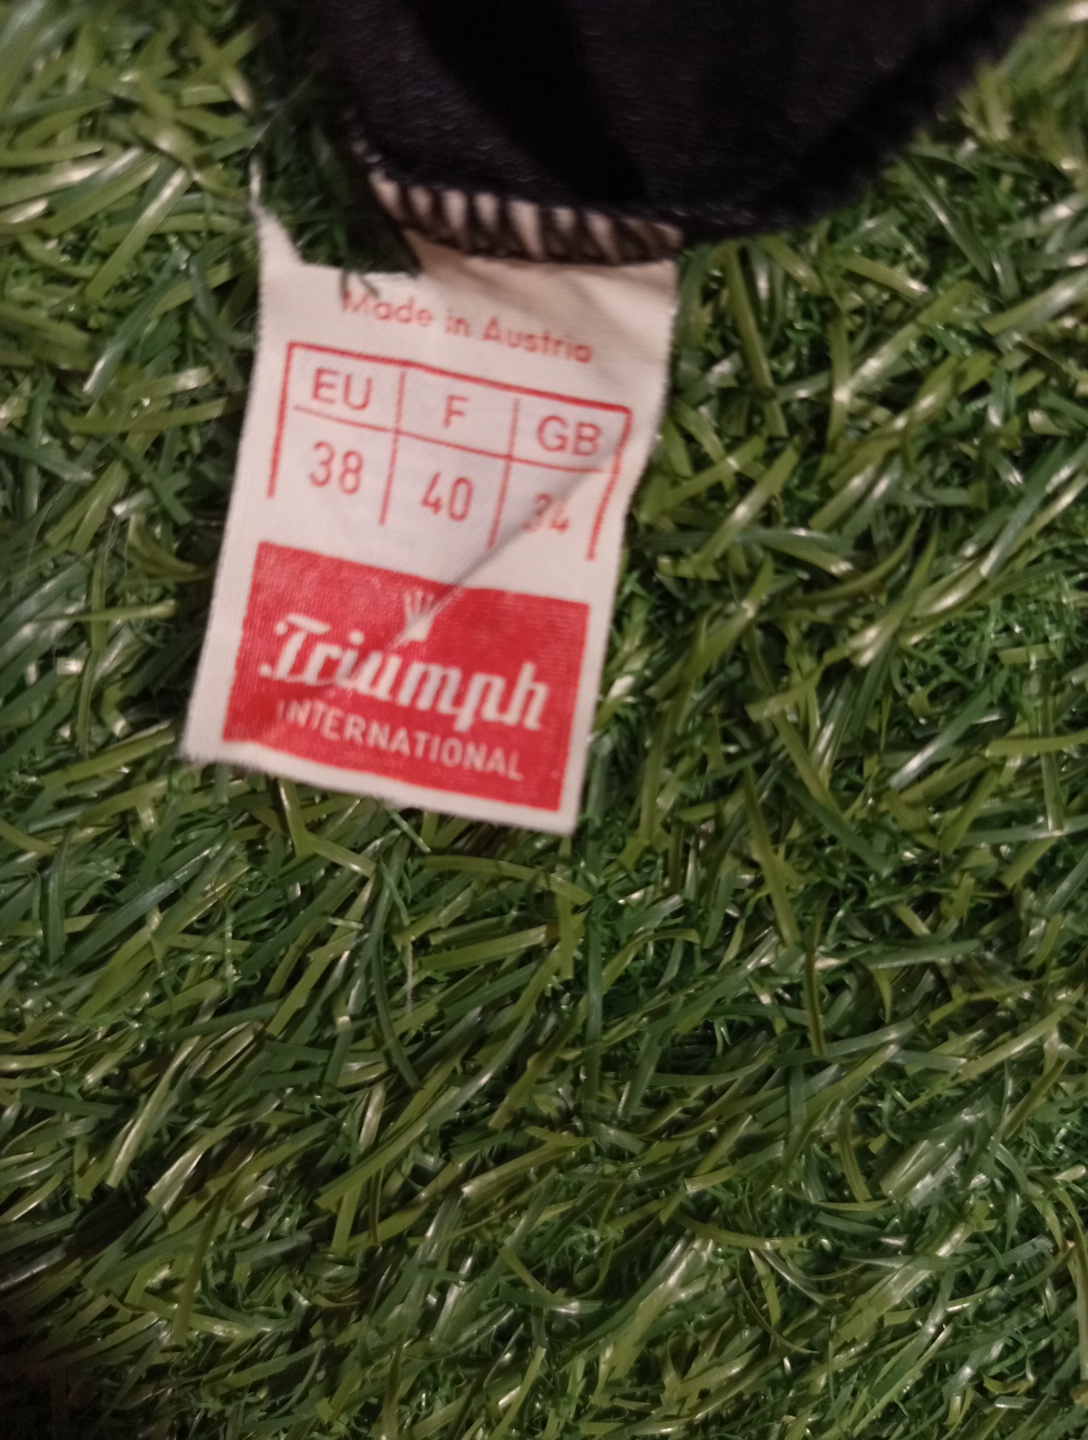 Made in Austria
EU F GB
38 40 34
Triumph
INTERNATIONAL